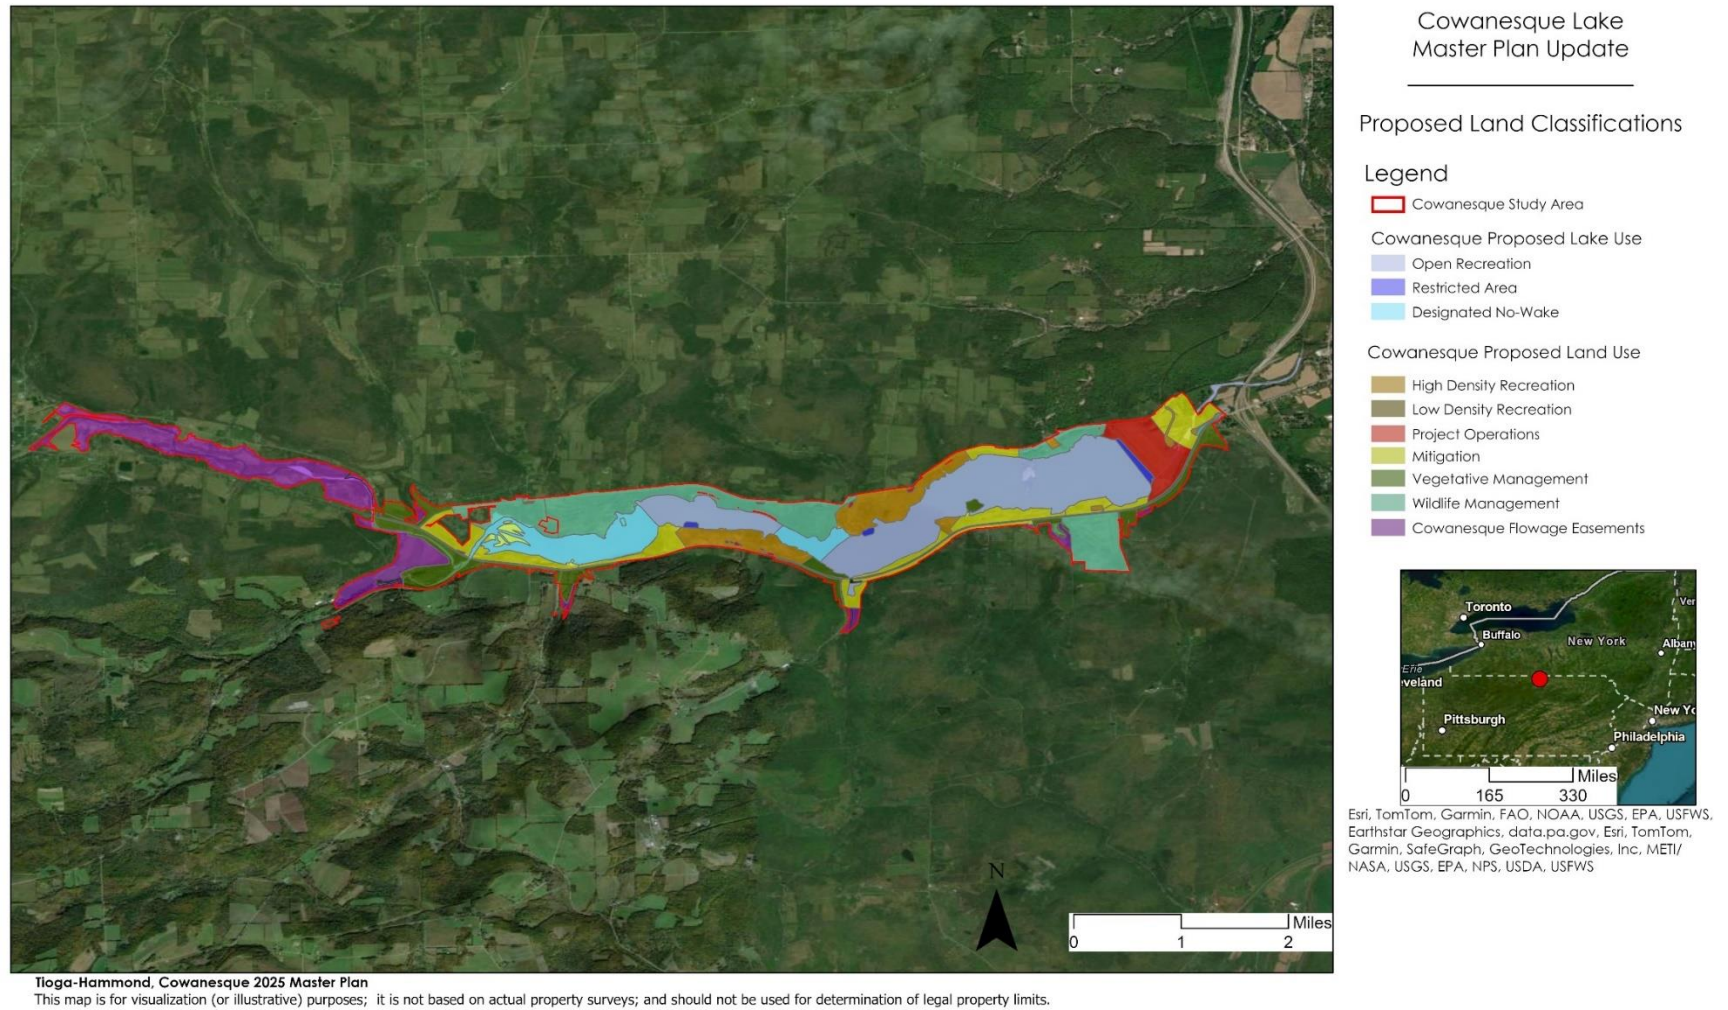 Cowanesque Lake
Master Plan Update
Proposed Land Classifications
Legend
Cowanesque Study Area
Cowanesque Proposed Lake Use
Open Recreation
Restricted Area
Designated No-Wake
Cowanesque Proposed Land Use
High Density Recreation
Low Density Recreation
Project Operations
Mitigation
Vegetative Management
Wildlife Management
Cowanesque Flowage Easements
Toronto
Buffalo
New York
Ver
Albany
Erie
veland
Pittsburgh
New Yo
Philadelphia
Miles
0 165 330
Esri, TomTom, Garmin, FAO, NOAA, USGS, EPA, USFWS,
Earthstar Geographics, data.pa.gov, Esri, TomTom,
Garmin, SafeGraph, GeoTechnologies, Inc, METI/
NASA, USGS, EPA, NPS, USDA, USFWS
N
Miles
0 1 2
Tioga-Hammond, Cowanesque 2025 Master Plan
This map is for visualization (or illustrative) purposes; it is not based on actual property surveys; and should not be used for determination of legal property limits.